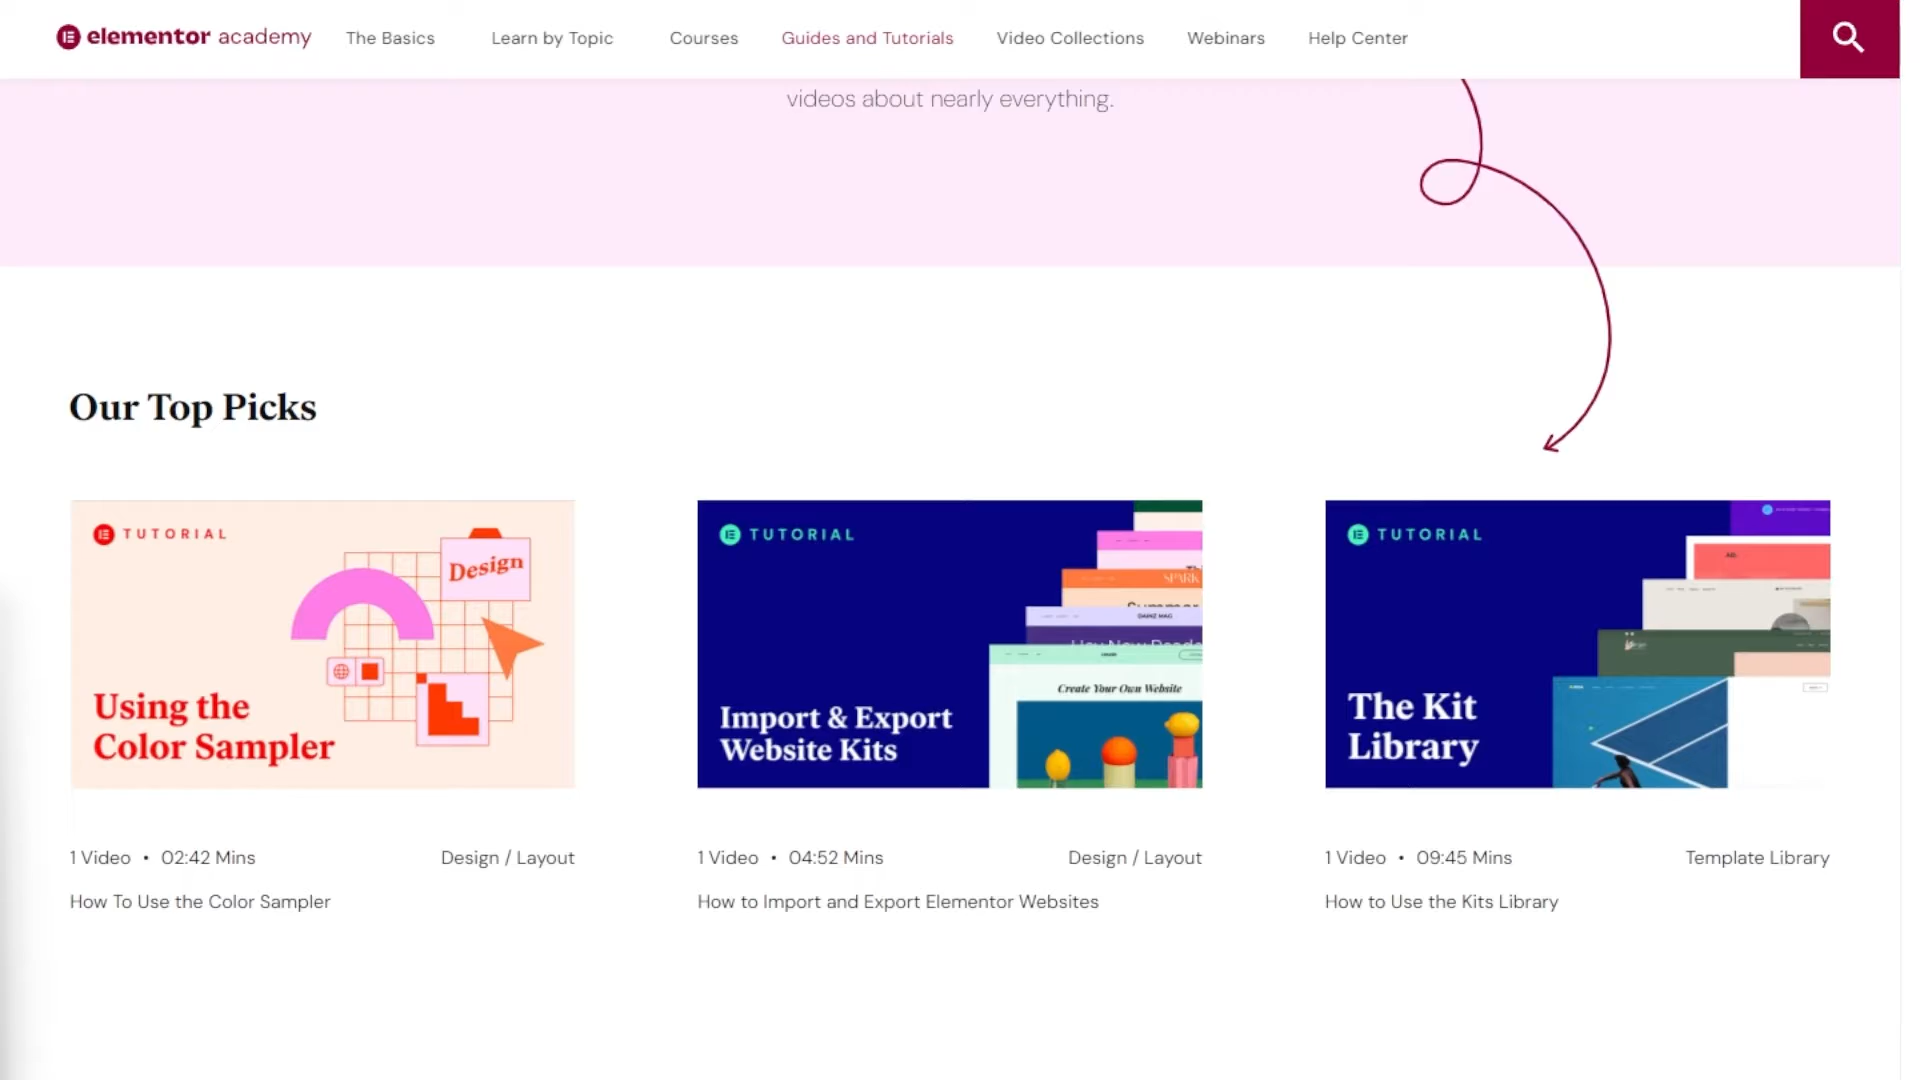 elementor academy The Basics Learn by Topic Courses Guides and Tutorials Video Collections Webinars Help Center
videos about nearly everything.
Our Top Picks
TUTORIAL
Design
Using the
Color Sampler
TUTORIAL
SPARK
DAINZ MAG
Create Your Own Website
Import & Export
Website Kits
TUTORIAL
The Kit
Library
1 Video • 02:42 Mins Design / Layout
How To Use the Color Sampler
1 Video • 04:52 Mins Design / Layout
How to Import and Export Elementor Websites
1 Video • 09:45 Mins Template Library
How to Use the Kits Library